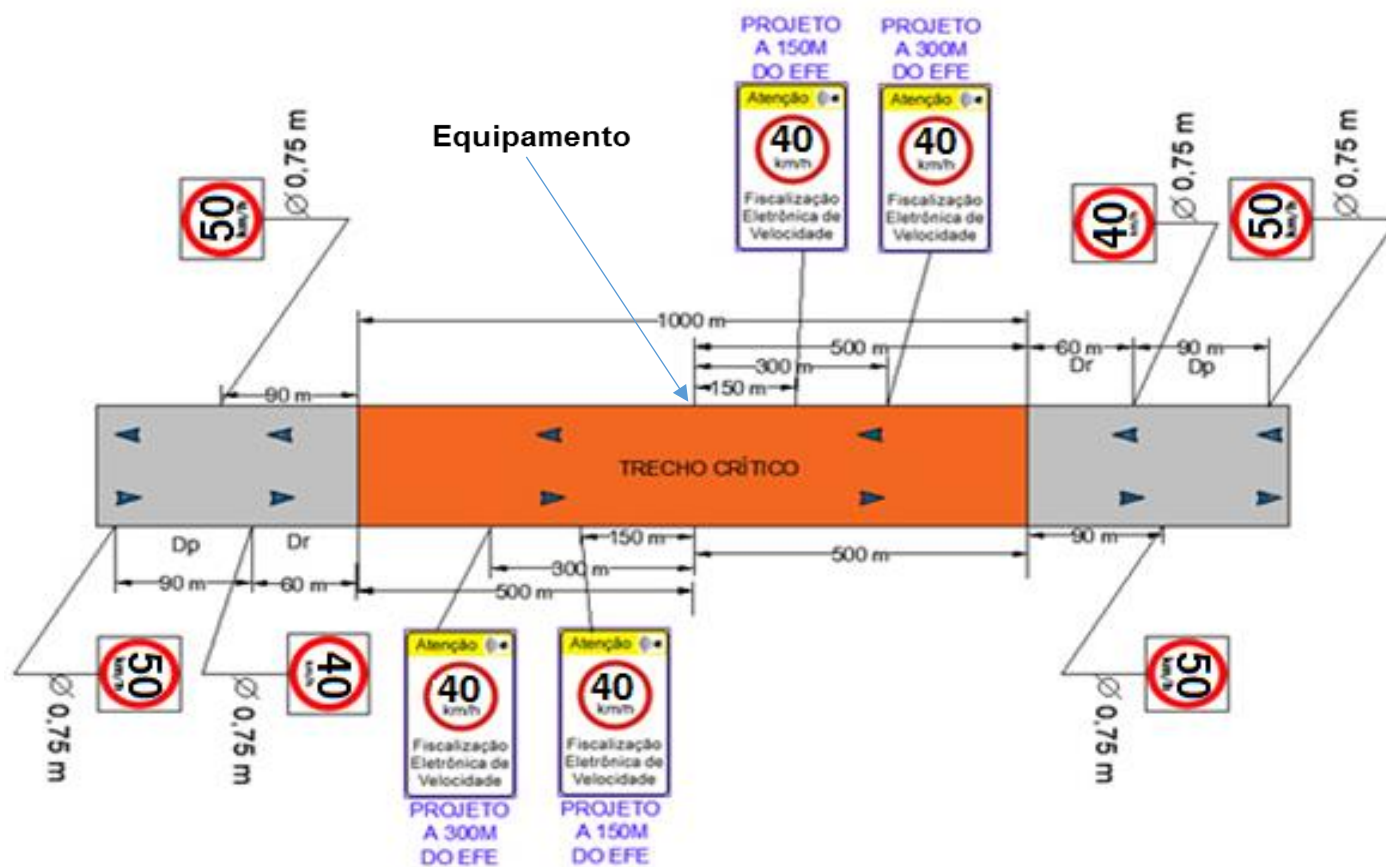 PROJETO
A 150M
DO EFE
PROJETO
A 300M
DO EFE
Atenção
40
km/h
Fiscalização
Eletrônica de
Velocidade
Atenção
40
km/h
Fiscalização
Eletrônica de
Velocidade
Equipamento
50
km/h
Ø 0,75 m
40
km/h
Ø 0,75 m
50
km/h
Ø 0,75 m
1000 m
500 m
300 m
150 m
60 m
Dr
90 m
Dp
90 m
TRECHO CRÍTICO
Dp
Dr
90 m
60 m
150 m
300 m
500 m
500 m
90 m
50
km/h
Ø 0,75 m
40
km/h
Ø 0,75 m
Atenção
40
km/h
Fiscalização
Eletrônica de
Velocidade
PROJETO
A 300M
DO EFE
Atenção
40
km/h
Fiscalização
Eletrônica de
Velocidade
PROJETO
A 150M
DO EFE
50
km/h
Ø 0,75 m